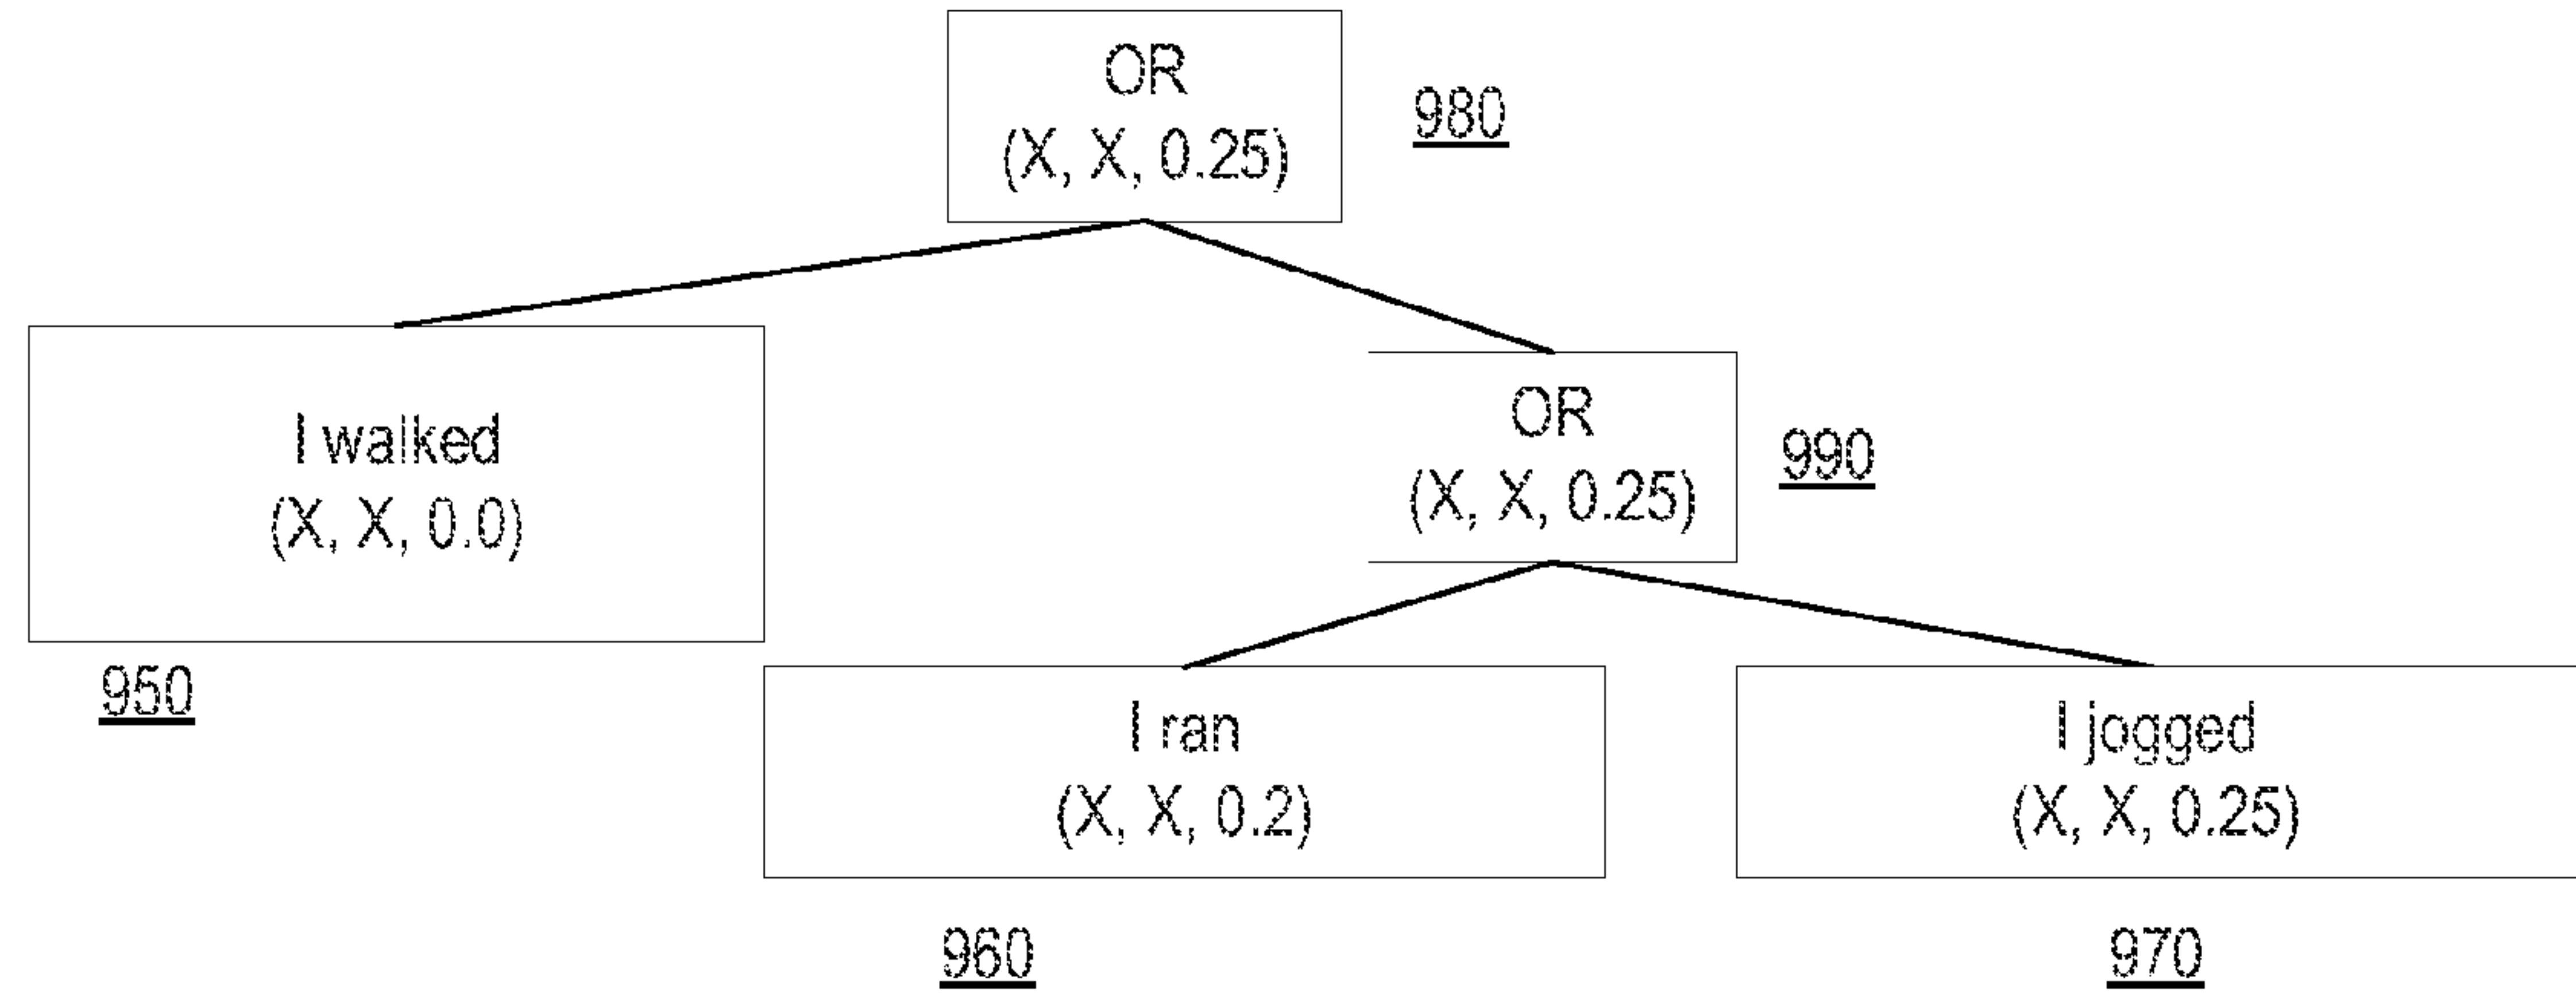 OR
(X, X, 0.25)
980
I walked
(X, X, 0.0)
950
OR
(X, X, 0.25)
990
I ran
(X, X, 0.2)
960
I jogged
(X, X, 0.25)
970